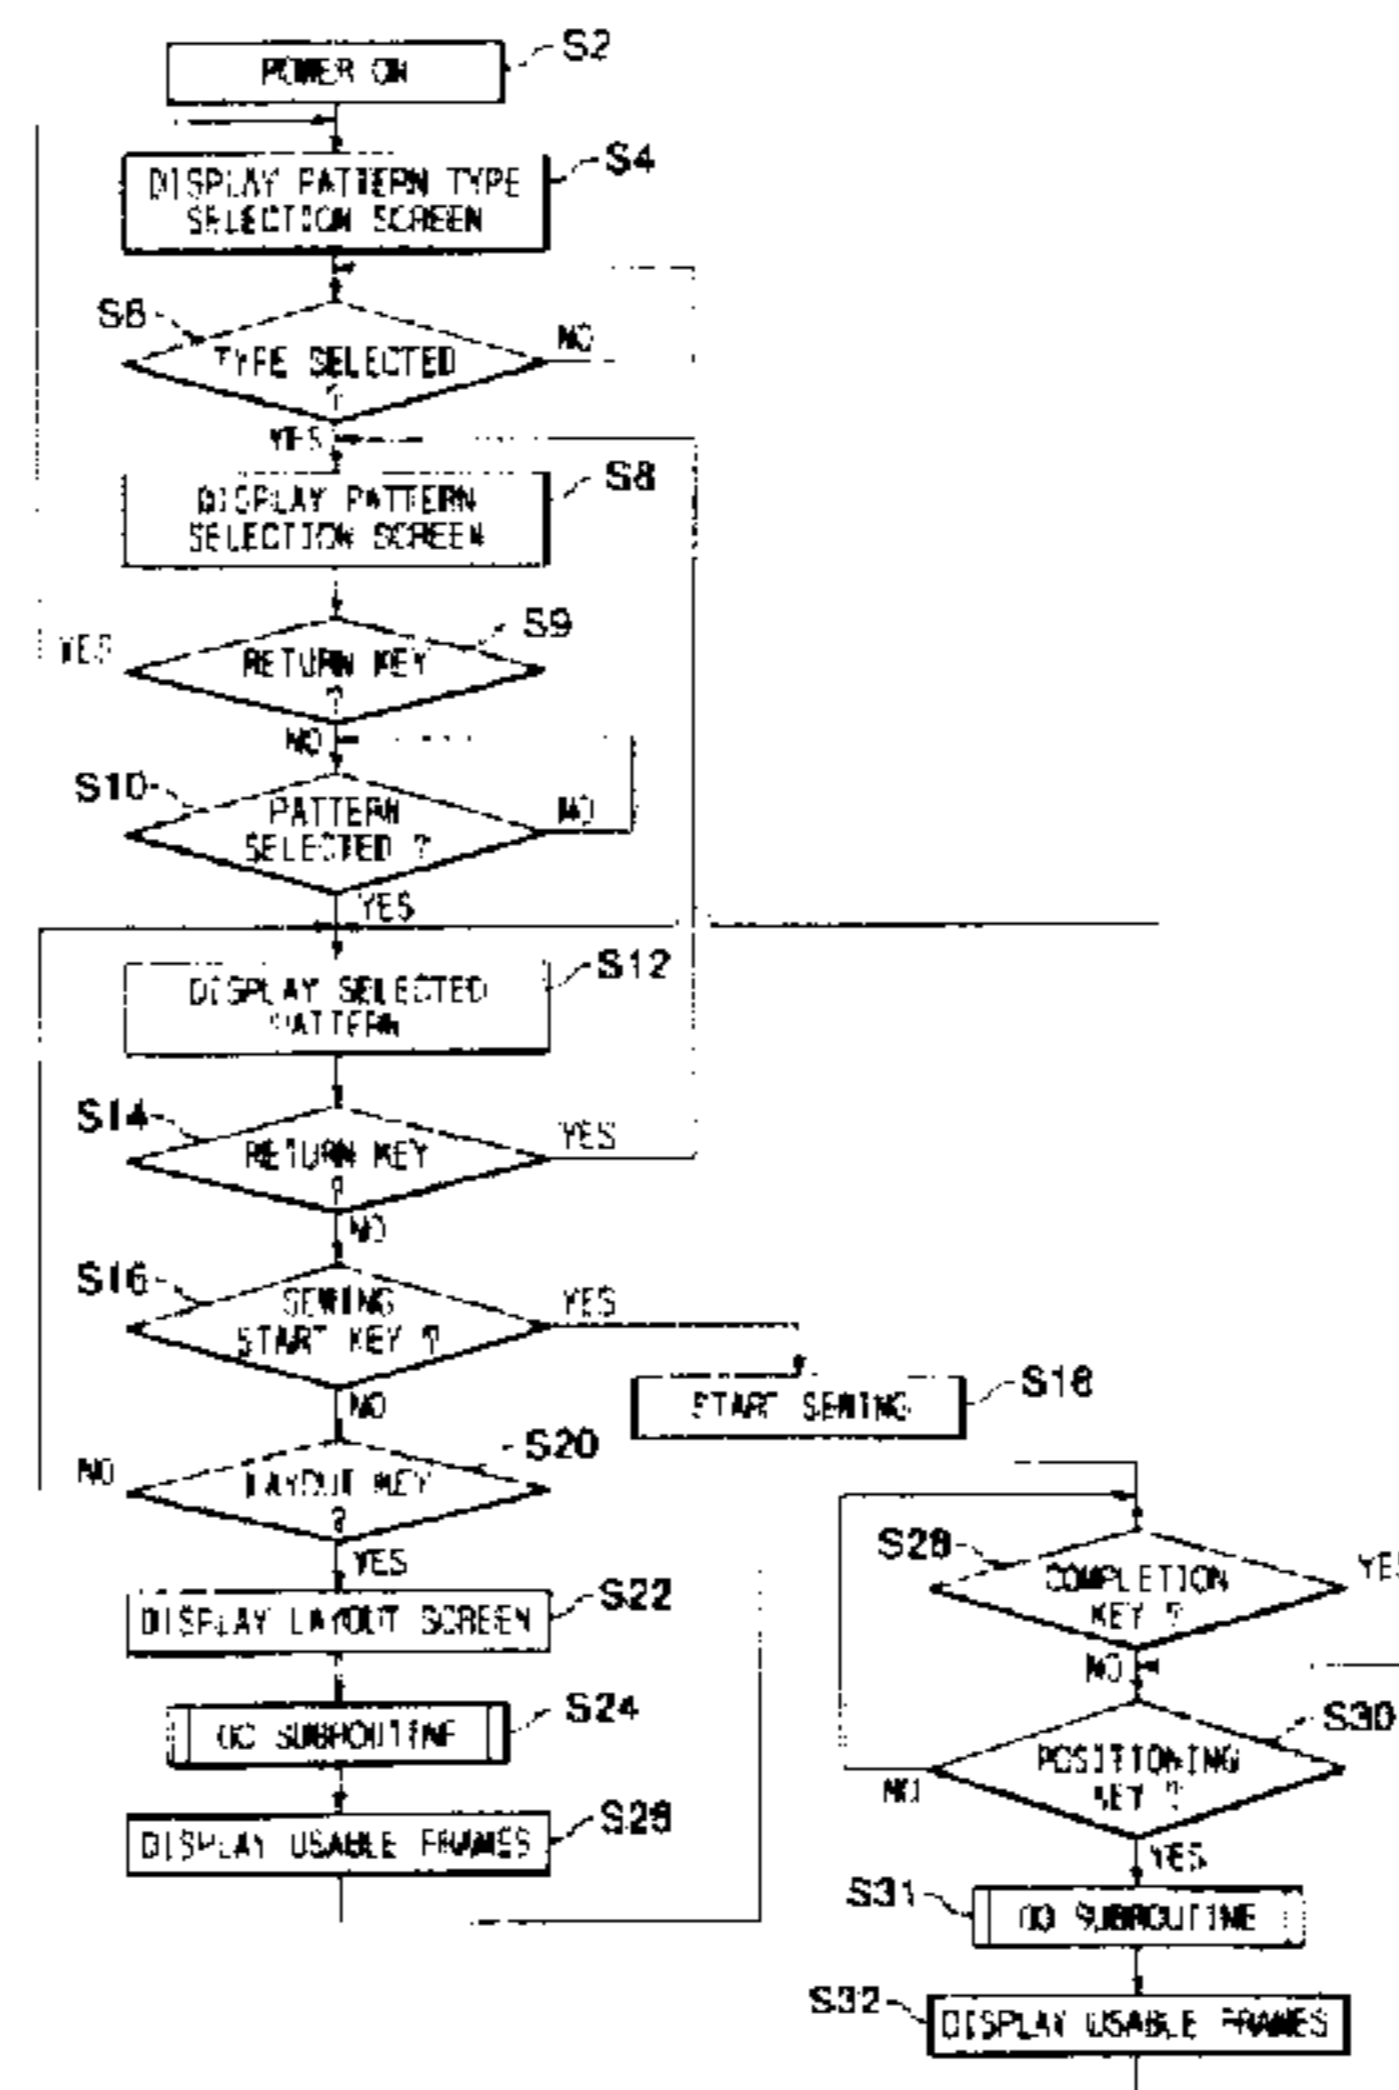 POWER ON
S2
DISPLAY PATTERN TYPE
SELECTION SCREEN
S4
S6
TYPE SELECTED
?
NO
YES
DISPLAY PATTERN
SELECTION SCREEN
S8
S9
YES
RETURN KEY
?
NO
S10
PATTERN
SELECTED ?
NO
YES
DISPLAY SELECTED
PATTERN
S12
S14
RETURN KEY
?
YES
NO
S16
SEWING
START KEY ?
YES
NO
START SEWING
S18
S20
NO
LAYOUT KEY
?
YES
DISPLAY LAYOUT SCREEN
S22
SUBROUTINE
S24
DISPLAY USABLE FRAMES
S26
S28
COMPLETION
KEY ?
YES
NO
S30
POSITIONING
KEY ?
NO
YES
S31
SUBROUTINE
S32
DISPLAY USABLE FRAMES